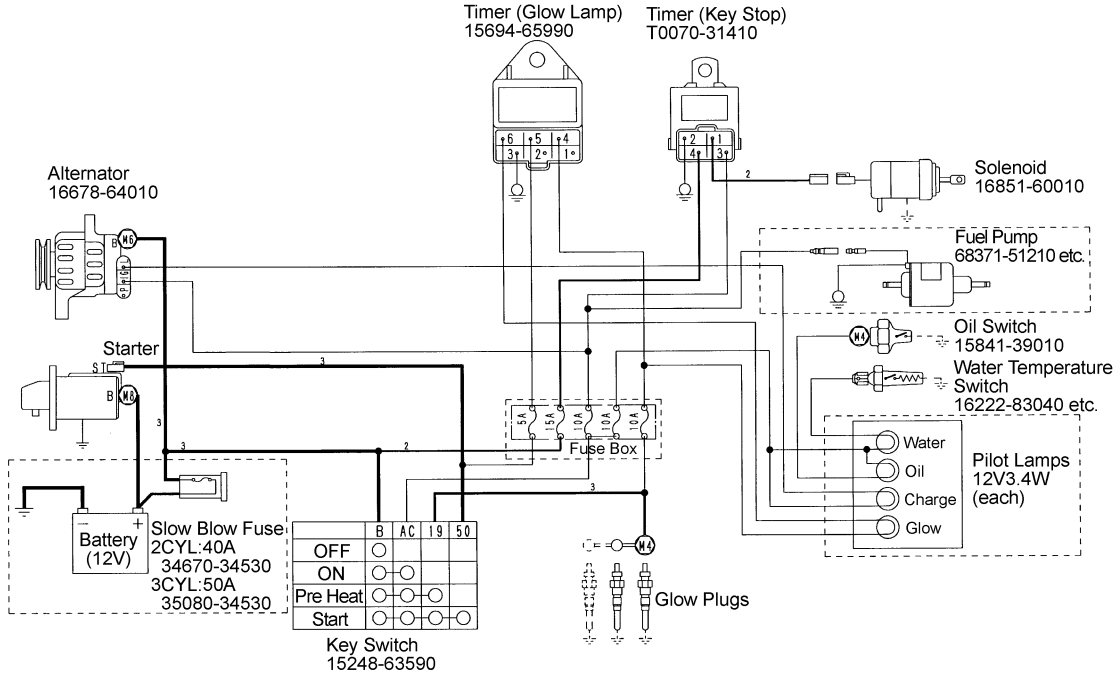 Timer (Glow Lamp)
15694-65990
Timer (Key Stop)
T0070-31410
6 5 4
3 2 1
2 1
4 3
2
Solenoid
16851-60010
Alternator
16678-64010
B M6
IG
P
Fuel Pump
68371-51210 etc.
Oil Switch
15841-39010
M4
Water Temperature
Switch
16222-83040 etc.
Starter
ST
3
B M8
3
3
2
5A 15A 10A 10A 10A
Fuse Box
Water
Oil
Charge
Glow
Pilot Lamps
12V3.4W
(each)
3
- +
Battery
(12V)
Slow Blow Fuse
2CYL:40A
34670-34530
3CYL:50A
35080-34530
B AC 19 50
OFF
ON
Pre Heat
Start
Key Switch
15248-63590
M4
Glow Plugs